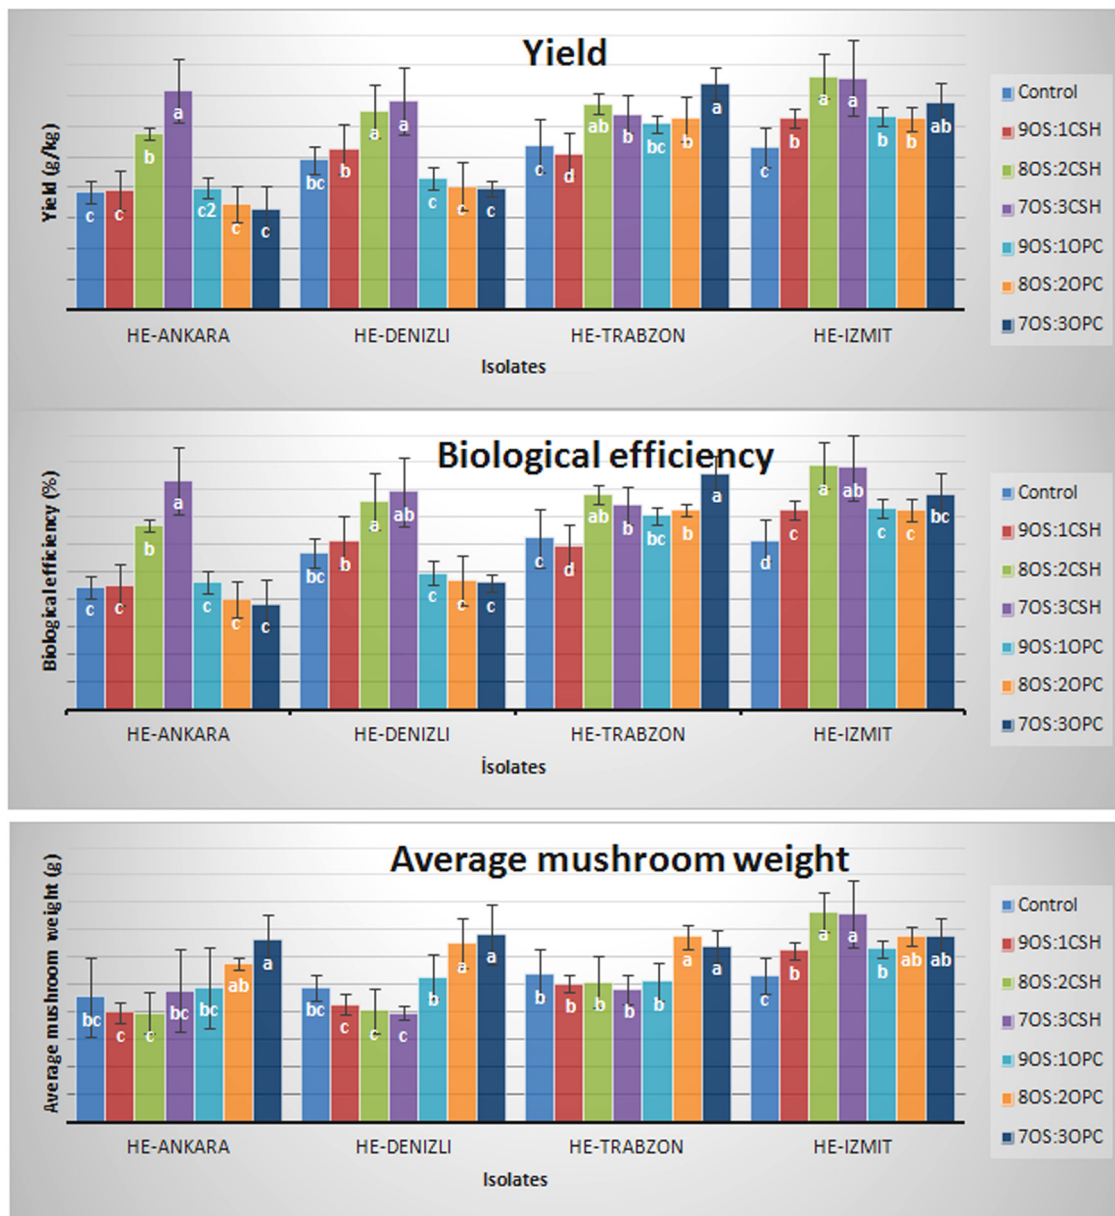 Yield
Yield (g/kg)
c c b a c2 c c
bc b a a c c c
c d ab b bc b a
c b a a b b ab
HE-ANKARA HE-DENIZLI HE-TRABZON HE-IZMIT
Isolates
Control
9OS:1CSH
8OS:2CSH
7OS:3CSH
9OS:1OPC
8OS:2OPC
7OS:3OPC
Biological efficiency
Biological efficiency (%)
c c b a c c c
bc b a ab c c c
c d ab b bc b a
d c a ab c c bc
HE-ANKARA HE-DENIZLI HE-TRABZON HE-IZMIT
İsolates
Control
9OS:1CSH
8OS:2CSH
7OS:3CSH
9OS:1OPC
8OS:2OPC
7OS:3OPC
Average mushroom weight
Average mushroom weight (g)
bc c c bc bc ab a
bc c c c b a a
b b b b b a a
c b a a b ab ab
HE-ANKARA HE-DENIZLI HE-TRABZON HE-IZMIT
Isolates
Control
9OS:1CSH
8OS:2CSH
7OS:3CSH
9OS:1OPC
8OS:2OPC
7OS:3OPC